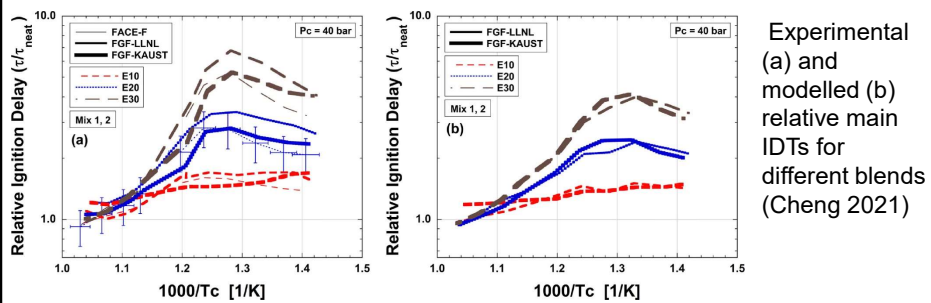 10.0
FACE-F
FGF-LLNL
FGF-KAUST
E10
E20
E30
Mix 1, 2
(a)
Pc = 40 bar
Relative Ignition Delay (τ/τneat)
1.0
1.0 1.1 1.2 1.3 1.4 1.5
1000/Tc [1/K]
10.0
FGF-LLNL
FGF-KAUST
E10
E20
E30
Mix 1, 2
(b)
Pc = 40 bar
Relative Ignition Delay (τ/τneat)
1.0
1.0 1.1 1.2 1.3 1.4 1.5
1000/Tc [1/K]
Experimental
(a) and
modelled (b)
relative main
IDTs for
different blends
(Cheng 2021)